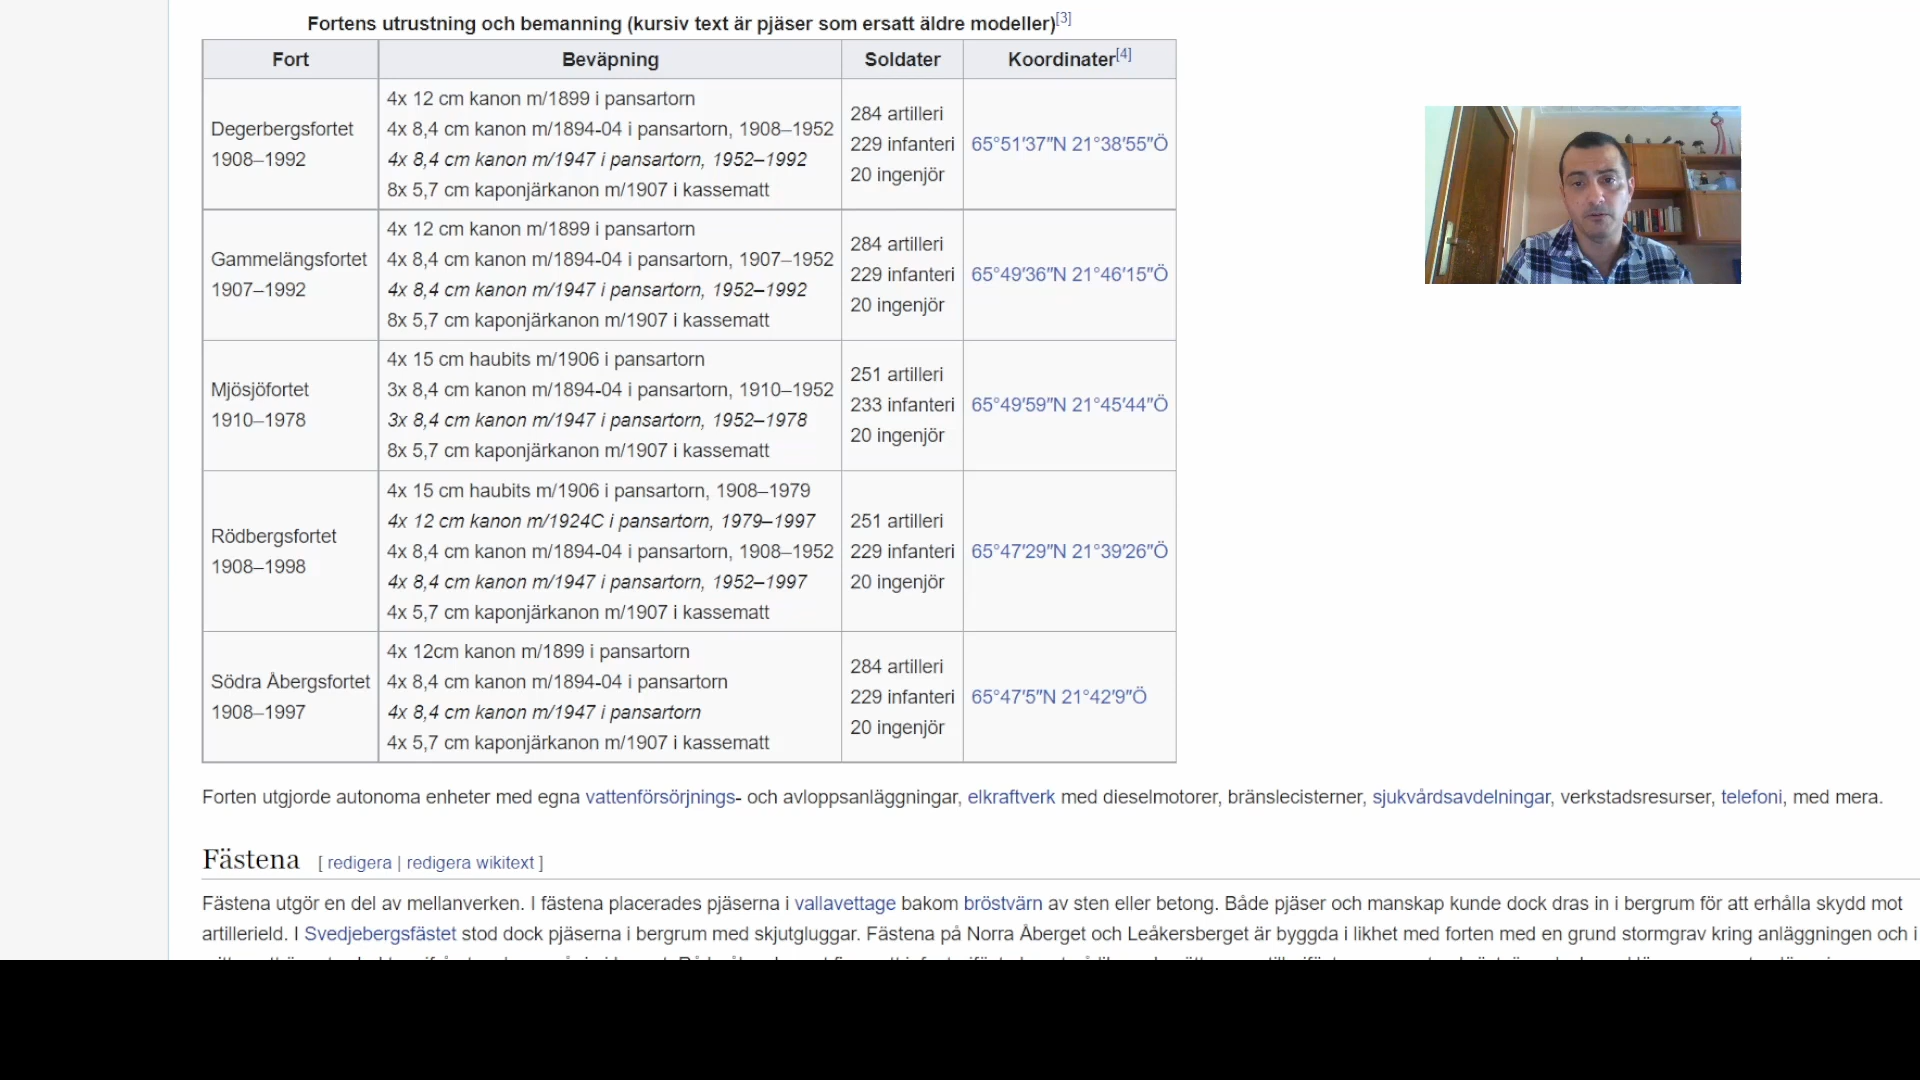 Fortens utrustning och bemanning (kursiv text är pjäser som ersatt äldre modeller)[3]
Fort Beväpning Soldater Koordinater[4]
Degerbergsfortet
1908–1992
4x 12 cm kanon m/1899 i pansartorn
4x 8,4 cm kanon m/1894-04 i pansartorn, 1908–1952
4x 8,4 cm kanon m/1947 i pansartorn, 1952–1992
8x 5,7 cm kaponjärkanon m/1907 i kassematt
284 artilleri
229 infanteri
20 ingenjör
65°51′37″N 21°38′55″Ö
Gammelängsfortet
1907–1992
4x 12 cm kanon m/1899 i pansartorn
4x 8,4 cm kanon m/1894-04 i pansartorn, 1907–1952
4x 8,4 cm kanon m/1947 i pansartorn, 1952–1992
8x 5,7 cm kaponjärkanon m/1907 i kassematt
284 artilleri
229 infanteri
20 ingenjör
65°49′36″N 21°46′15″Ö
Mjösjöfortet
1910–1978
4x 15 cm haubits m/1906 i pansartorn
3x 8,4 cm kanon m/1894-04 i pansartorn, 1910–1952
3x 8,4 cm kanon m/1947 i pansartorn, 1952–1978
8x 5,7 cm kaponjärkanon m/1907 i kassematt
251 artilleri
233 infanteri
20 ingenjör
65°49′59″N 21°45′44″Ö
Rödbergsfortet
1908–1998
4x 15 cm haubits m/1906 i pansartorn, 1908–1979
4x 12 cm kanon m/1924C i pansartorn, 1979–1997
4x 8,4 cm kanon m/1894-04 i pansartorn, 1908–1952
4x 8,4 cm kanon m/1947 i pansartorn, 1952–1997
4x 5,7 cm kaponjärkanon m/1907 i kassematt
251 artilleri
229 infanteri
20 ingenjör
65°47′29″N 21°39′26″Ö
Södra Åbergsfortet
1908–1997
4x 12cm kanon m/1899 i pansartorn
4x 8,4 cm kanon m/1894-04 i pansartorn
4x 8,4 cm kanon m/1947 i pansartorn
4x 5,7 cm kaponjärkanon m/1907 i kassematt
284 artilleri
229 infanteri
20 ingenjör
65°47′5″N 21°42′9″Ö
Forten utgjorde autonoma enheter med egna vattenförsörjnings- och avloppsanläggningar, elkraftverk med dieselmotorer, bränslecisterner, sjukvårdsavdelningar, verkstadsresurser, telefoni, med mera.
Fästena [ redigera | redigera wikitext ]
Fästena utgör en del av mellanverken. I fästena placerades pjäserna i vallavettage bakom bröstvärn av sten eller betong. Både pjäser och manskap kunde dock dras in i bergrum för att erhålla skydd mot
artillerield. I Svedjebergsfästet stod dock pjäserna i bergrum med skjutgluggar. Fästena på Norra Åberget och Leåkersberget är byggda i likhet med forten med en grund stormgrav kring anläggningen och i